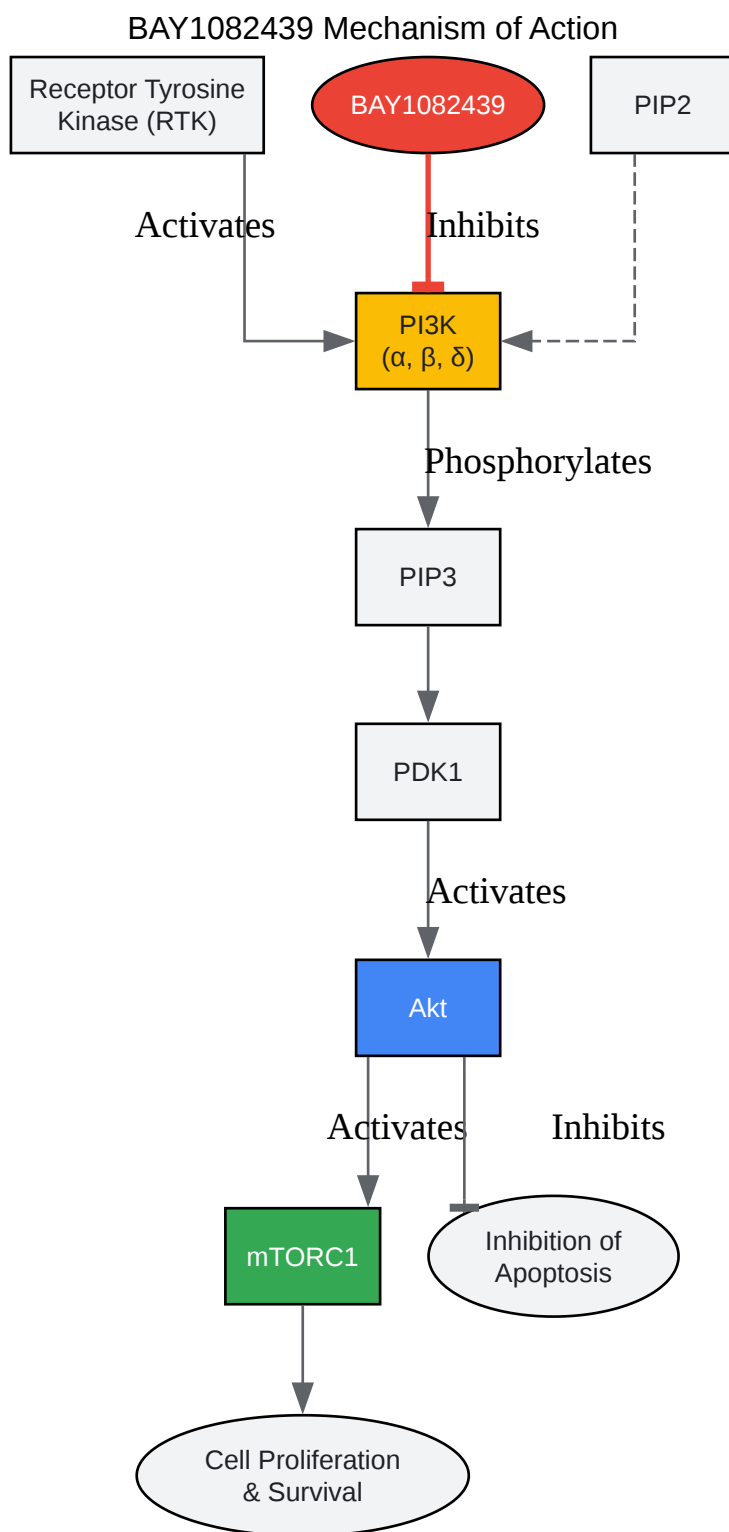 BAY1082439 Mechanism of Action
Receptor Tyrosine
Kinase (RTK)
BAY1082439
PIP2
Activates
Inhibits
PI3K
(α, β, δ)
Phosphorylates
PIP3
PDK1
Activates
Akt
Activates
Inhibits
mTORC1
Inhibition of
Apoptosis
Cell Proliferation
& Survival